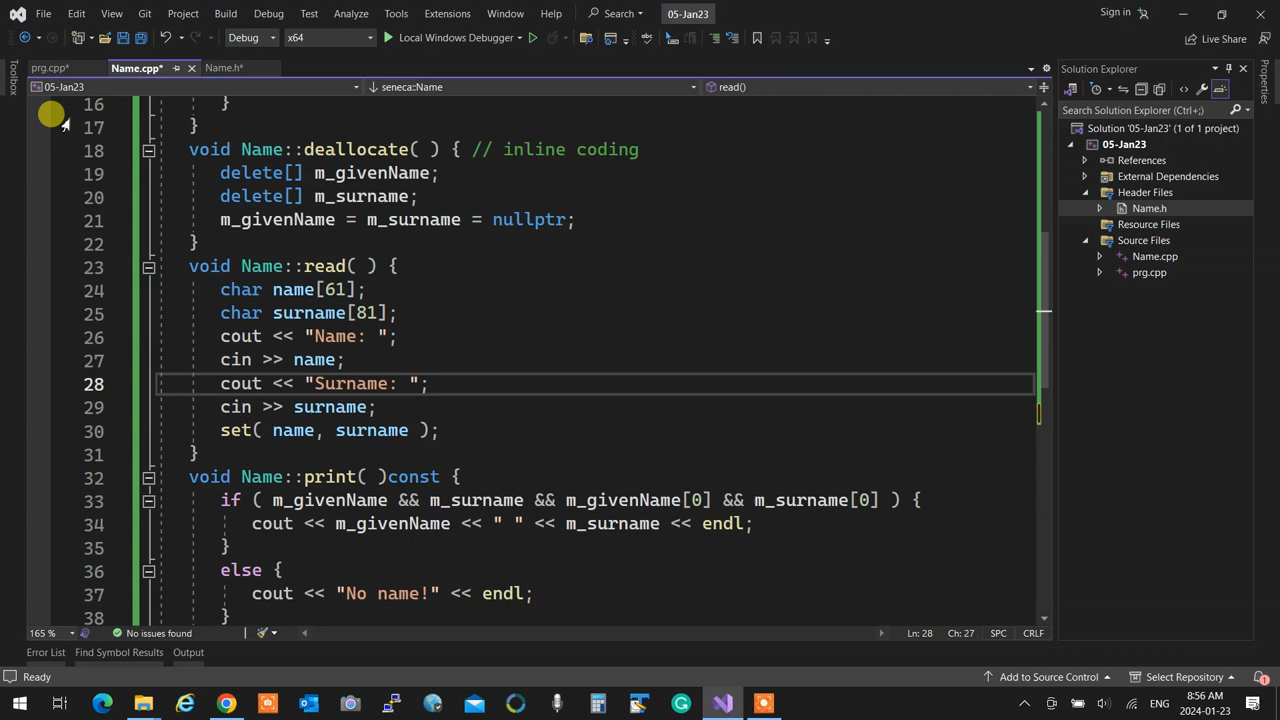 File Edit View Git Project Build Debug Test Analyze Tools Extensions Window Help Search 05-Jan23 Sign in
Debug x64 Local Windows Debugger Live Share
prg.cpp* Name.cpp* Name.h* Solution Explorer
Toolbox
Properties
05-Jan23 seneca::Name read()
Search Solution Explorer (Ctrl+;)
Solution '05-Jan23' (1 of 1 project)
05-Jan23
References
External Dependencies
Header Files
Name.h
Resource Files
Source Files
Name.cpp
prg.cpp
16 }
17 }
18 void Name::deallocate( ) { // inline coding
19 delete[] m_givenName;
20 delete[] m_surname;
21 m_givenName = m_surname = nullptr;
22 }
23 void Name::read( ) {
24 char name[61];
25 char surname[81];
26 cout << "Name: ";
27 cin >> name;
28 cout << "Surname: ";
29 cin >> surname;
30 set( name, surname );
31 }
32 void Name::print( )const {
33 if ( m_givenName && m_surname && m_givenName[0] && m_surname[0] ) {
34 cout << m_givenName << " " << m_surname << endl;
35 }
36 else {
37 cout << "No name!" << endl;
38 }
165 % No issues found Ln: 28 Ch: 27 SPC CRLF
Error List Find Symbol Results Output
Ready Add to Source Control Select Repository 1
ENG 8:56 AM
2024-01-23